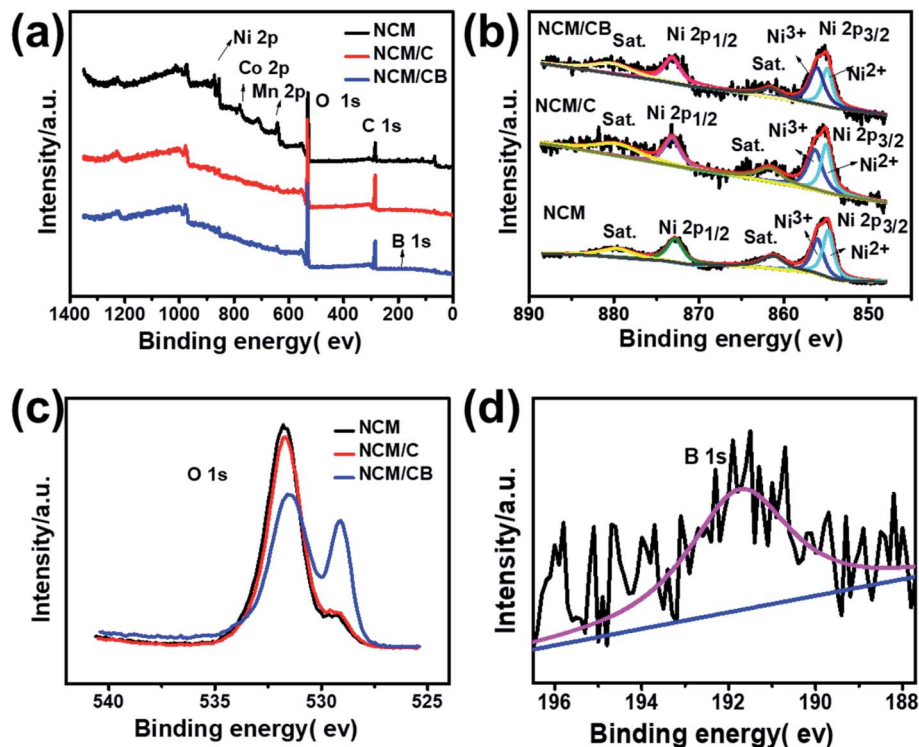 (a)
NCM
NCM/C
NCM/CB
Ni 2p
Co 2p
Mn 2p
O 1s
C 1s
B 1s
Intensity/a.u.
1400 1200 1000 800 600 400 200 0
Binding energy( ev)
(b)
NCM/CB
Sat.
Ni 2p1/2
Sat.
Ni3+
Ni 2p3/2
Ni2+
NCM/C
Sat.
Ni 2p1/2
Sat.
Ni3+
Ni 2p3/2
Ni2+
NCM
Sat.
Ni 2p1/2
Sat.
Ni3+
Ni 2p3/2
Ni2+
Intensity/a.u.
890 880 870 860 850
Binding energy( ev)
(c)
NCM
NCM/C
NCM/CB
O 1s
Intensity/a.u.
540 535 530 525
Binding energy( ev)
(d)
B 1s
Intensity/a.u.
196 194 192 190 188
Binding energy( ev)